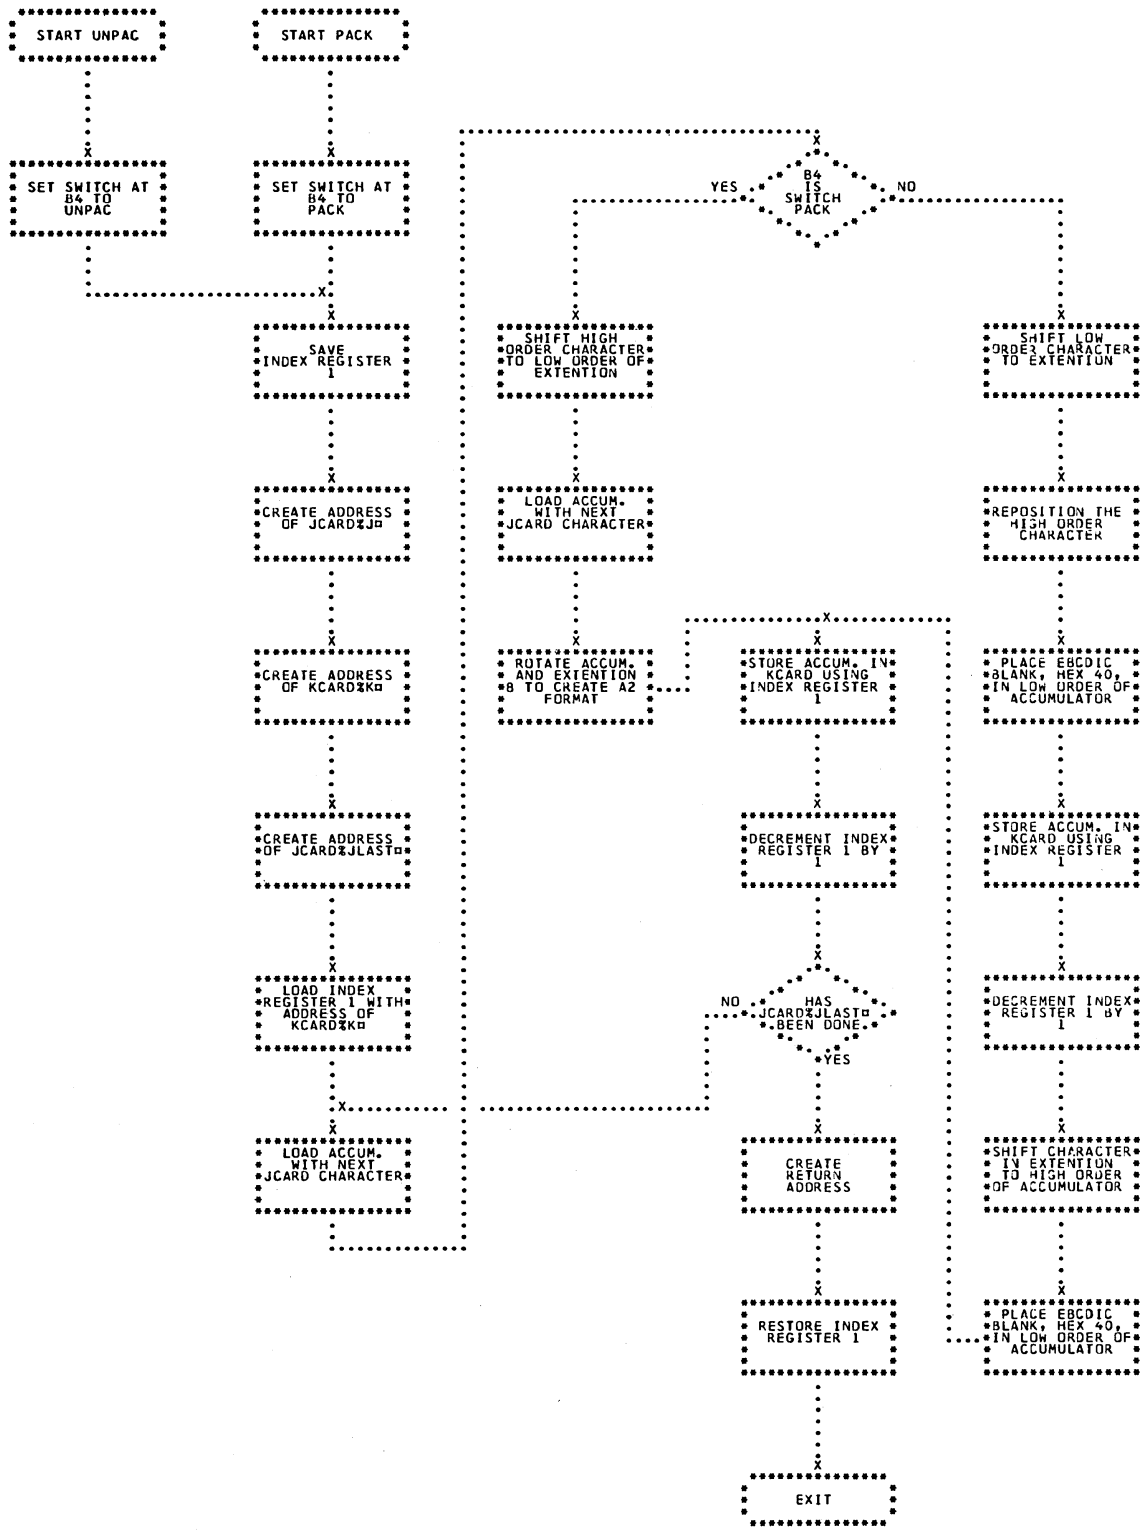 START UNPAC
START PACK
SET SWITCH AT
B4 TO
UNPAC
SET SWITCH AT
B4 TO
PACK
SAVE
INDEX REGISTER
1
CREATE ADDRESS
OF JCARD%J¤
CREATE ADDRESS
OF KCARD%K¤
CREATE ADDRESS
OF JCARD%JLAST¤
LOAD INDEX
REGISTER 1 WITH
ADDRESS OF
KCARD%K¤
LOAD ACCUM.
WITH NEXT
JCARD CHARACTER
B4
IS
SWITCH
PACK
YES
NO
SHIFT HIGH
ORDER CHARACTER
TO LOW ORDER OF
EXTENTION
LOAD ACCUM.
WITH NEXT
JCARD CHARACTER
ROTATE ACCUM.
AND EXTENTION
8 TO CREATE A2
FORMAT
STORE ACCUM. IN
KCARD USING
INDEX REGISTER
1
DECREMENT INDEX
REGISTER 1 BY
1
HAS
JCARD%JLAST¤
BEEN DONE.
NO
YES
CREATE
RETURN
ADDRESS
RESTORE INDEX
REGISTER 1
EXIT
SHIFT LOW
ORDER CHARACTER
TO EXTENTION
REPOSITION THE
HIGH ORDER
CHARACTER
PLACE EBCDIC
BLANK, HEX 40,
IN LOW ORDER OF
ACCUMULATOR
STORE ACCUM. IN
KCARD USING
INDEX REGISTER
1
DECREMENT INDEX
REGISTER 1 BY
1
SHIFT CHARACTER
IN EXTENTION
TO HIGH ORDER
OF ACCUMULATOR
PLACE EBCDIC
BLANK, HEX 40,
IN LOW ORDER OF
ACCUMULATOR